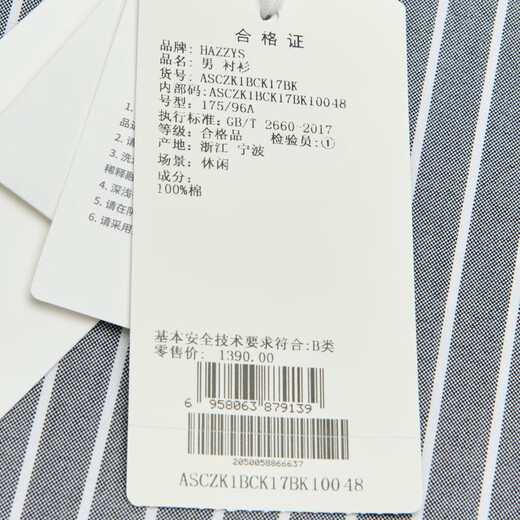 合格证
品牌: HAZZYS
品名: 男 衬衫
货号: ASCZK1BCK17BK
内部码: ASCZK1BCK17BK10048
号型: 175/96A
执行标准: GB/T 2660-2017
等级: 合格品 检验员: ①
产地: 浙江 宁波
场景: 休闲
成分:
100%棉
基本安全技术要求符合:B类
零售价: 1390.00
6 958063 879139
2050058866637
ASCZK1BCK17BK10048
1.
品
2. 请
3. 洗
稀释
4. 深浅
5. 请在
6. 请采用